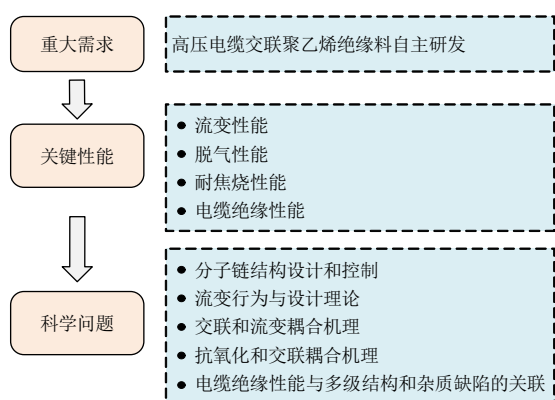 重大需求
高压电缆交联聚乙烯绝缘料自主研发
关键性能
● 流变性能
● 脱气性能
● 耐焦烧性能
● 电缆绝缘性能
科学问题
● 分子链结构设计和控制
● 流变行为与设计理论
● 交联和流变耦合机理
● 抗氧化和交联耦合机理
● 电缆绝缘性能与多级结构和杂质缺陷的关联